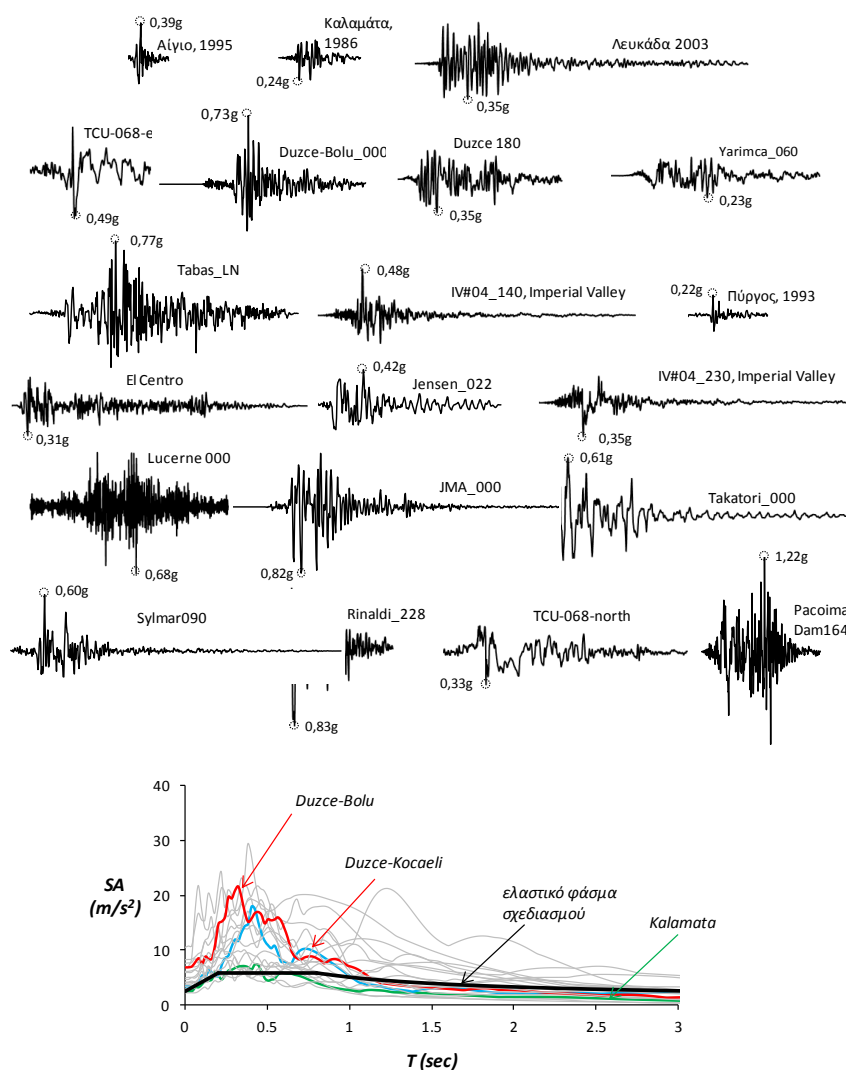 0,39g
Αίγιο, 1995
Καλαμάτα,
1986
0,24g
Λευκάδα 2003
0,35g
TCU-068-e
0,49g
0,73g
Duzce-Bolu_000
Duzce 180
0,35g
Yarimca_060
0,23g
0,77g
Tabas_LN
0,48g
IV#04_140, Imperial Valley
0,22g
Πύργος, 1993
El Centro
0,31g
0,42g
Jensen_022
IV#04_230, Imperial Valley
0,35g
Lucerne 000
0,68g
JMA_000
0,82g
0,61g
Takatori_000
0,60g
Sylmar090
Rinaldi_228
0,83g
TCU-068-north
0,33g
1,22g
Pacoima
Dam164
40
30
20
10
0
SA
(m/s²)
Duzce-Bolu
Duzce-Kocaeli
ελαστικό φάσμα
σχεδιασμού
Kalamata
0
0.5
1
1.5
2
2.5
3
T (sec)